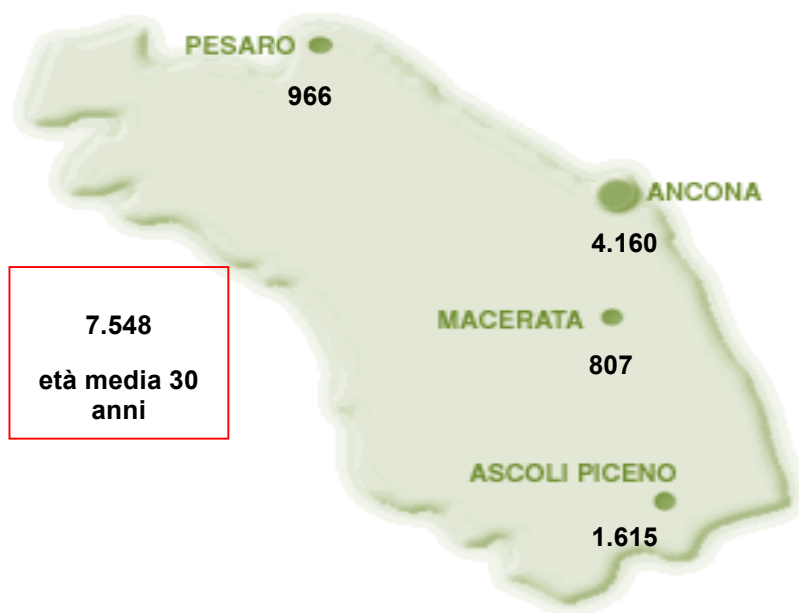 PESARO
966
ANCONA
4.160
7.548
età media 30
anni
MACERATA
807
ASCOLI PICENO
1.615